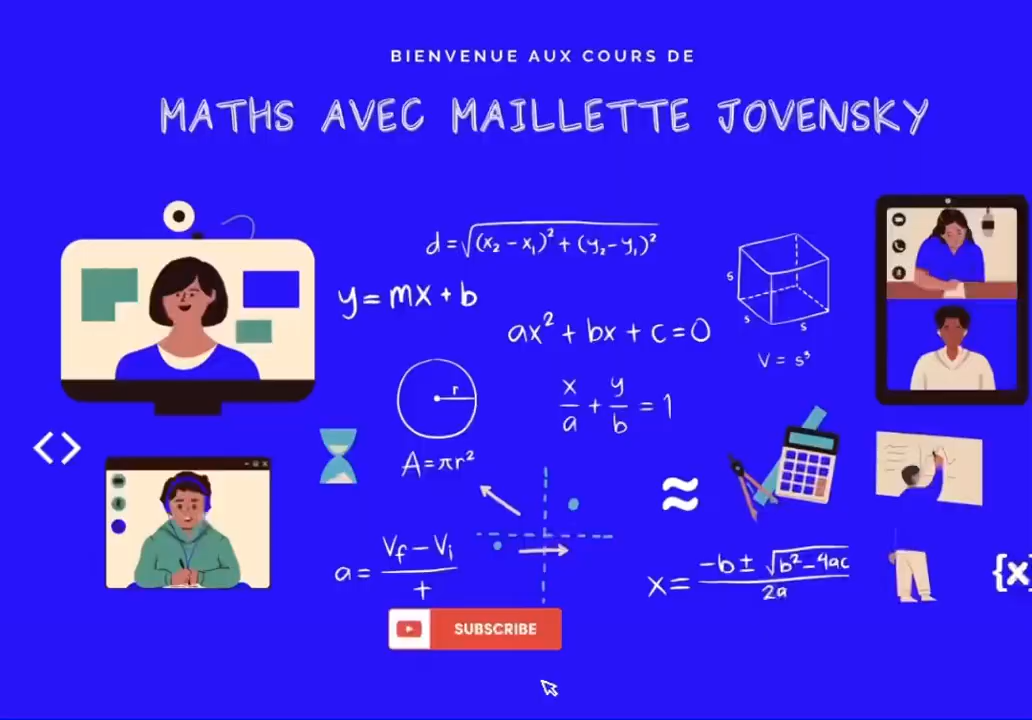 BIENVENUE AUX COURS DE
MATHS AVEC MAILLETTE JOVENSKY
d = √(x₂ - x₁)² + (y₂ - y₁)²
y = mx + b
ax² + bx + c = 0
s
s
s
V = s³
r
x/a + y/b = 1
A = πr²
< >
≈
a = (Vf - Vi)/t
x = (-b ± √b² - 4ac)/2a
{x}
SUBSCRIBE